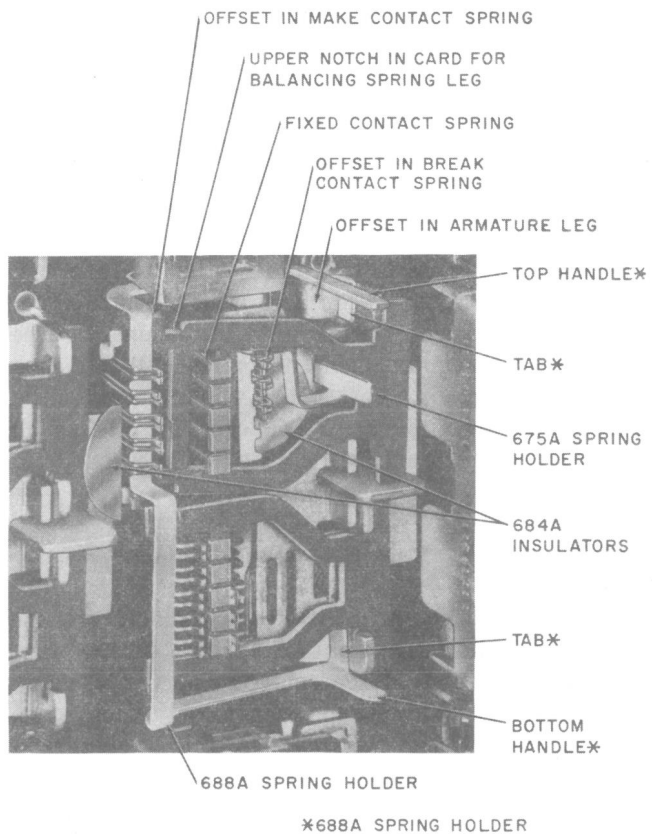 OFFSET IN MAKE CONTACT SPRING
UPPER NOTCH IN CARD FOR
BALANCING SPRING LEG
FIXED CONTACT SPRING
OFFSET IN BREAK
CONTACT SPRING
OFFSET IN ARMATURE LEG
TOP HANDLE*
TAB*
675A SPRING
HOLDER
684A
INSULATORS
TAB*
BOTTOM
HANDLE*
688A SPRING HOLDER
*688A SPRING HOLDER